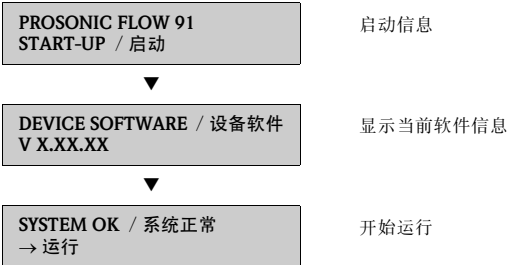 PROSONIC FLOW 91
START-UP / 启动
启动信息
▼
DEVICE SOFTWARE / 设备软件
V X.XX.XX
显示当前软件信息
▼
SYSTEM OK / 系统正常
→ 运行
开始运行